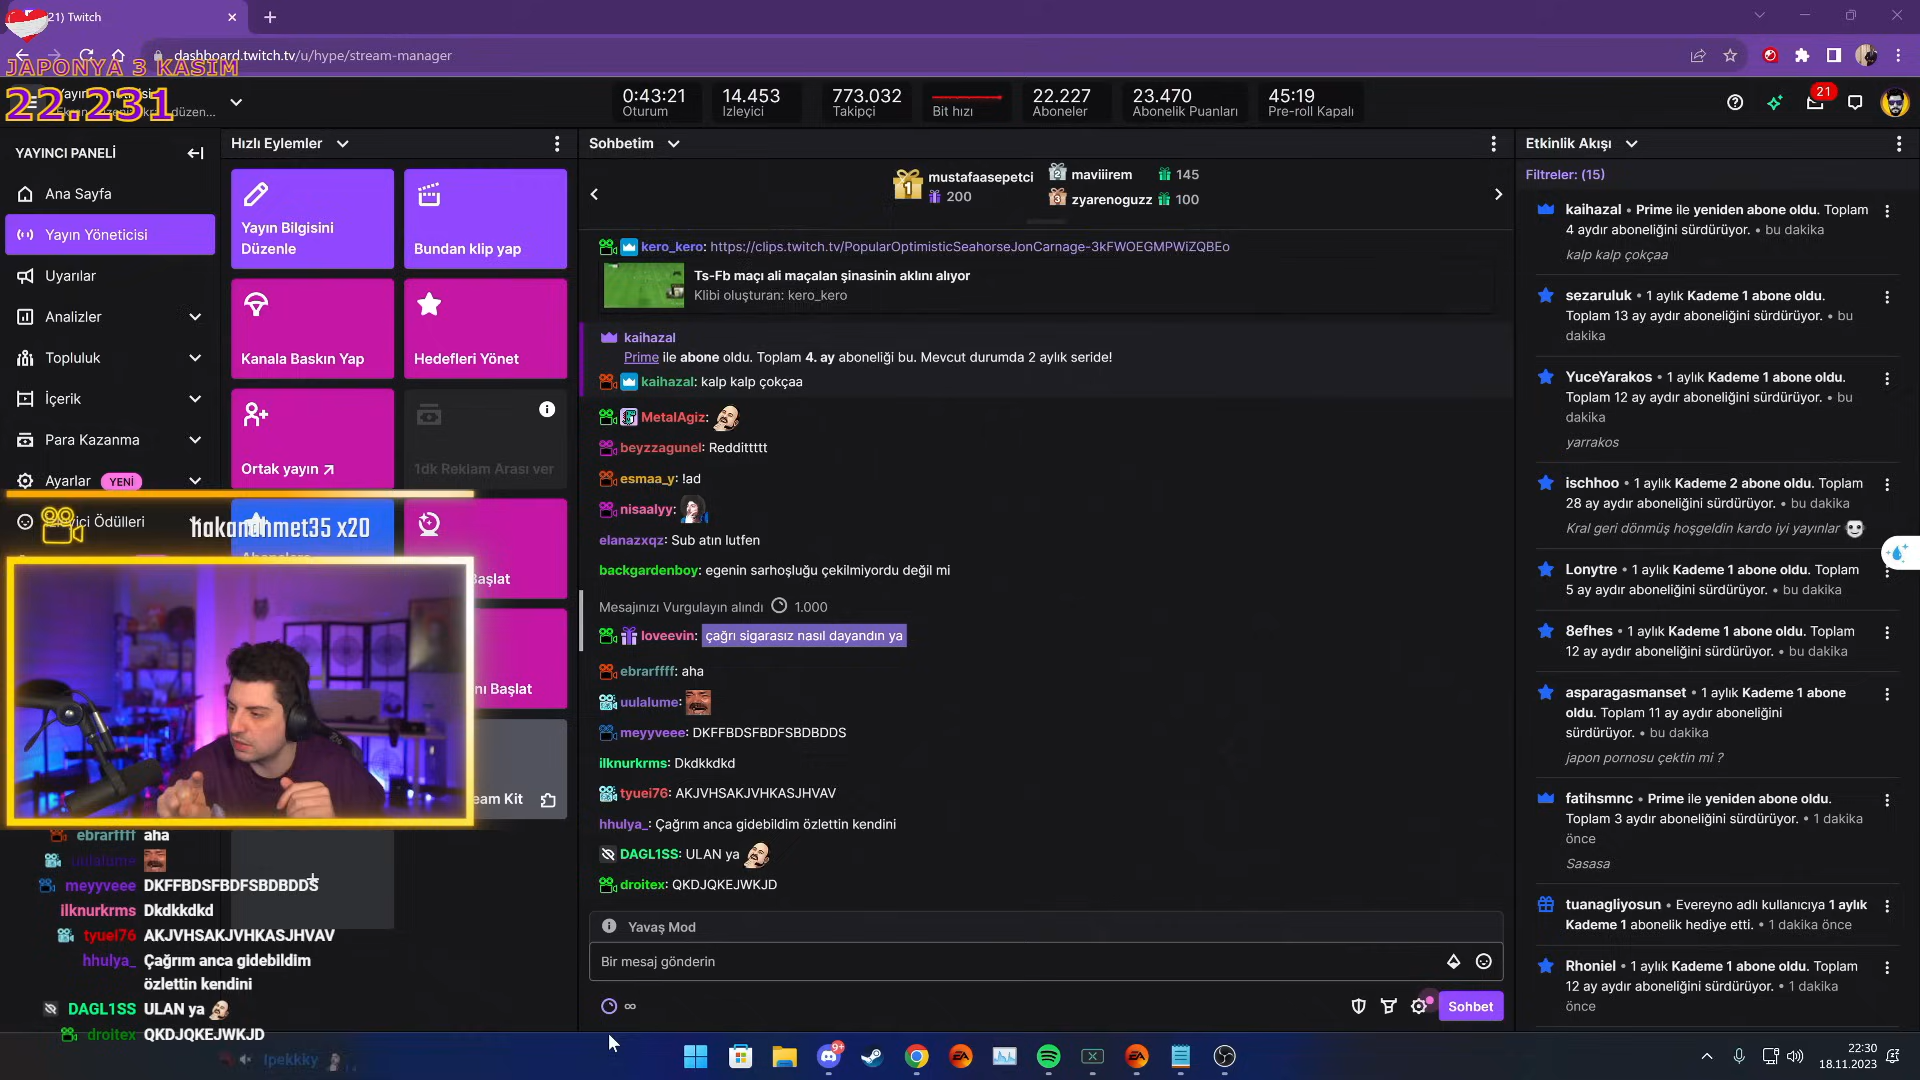 21) Twitch
dashboard.twitch.tv/u/hype/stream-manager
JAPONYA 3 KASIM
22.231
düzen...
0:43:21
Oturum
14.453
İzleyici
773.032
Takipçi
Bit hızı
22.227
Aboneler
23.470
Abonelik Puanları
45:19
Pre-roll Kapalı
21
YAYINCI PANELİ
Ana Sayfa
Yayın Yöneticisi
Uyarılar
Analizler
Topluluk
İçerik
Para Kazanma
Ayarlar YENİ
Ödülleri
Hızlı Eylemler
Yayın Bilgisini
Düzenle
Bundan klip yap
Kanala Baskın Yap
Hedefleri Yönet
Ortak yayın
1dk Reklam Arası ver
Başlat
Başlat
Kit
hakanahmet35 x20
ebrarffff aha
uulalume
meyyveee DKFFBDSFBDFSBDBDDS
ilknurkrms Dkdkkdkd
tyuei76 AKJVHSAKJVHKASJHVAV
hhulya_ Çağrım anca gidebildim
özlettin kendini
DAGL1SS ULAN ya
droitex QKDJQKEJWKJD
Ipekkky
Sohbetim
1 mustafaasepetci
200
2 maviiirem 145
3 zyarenoguzz 100
kero_kero: https://clips.twitch.tv/PopularOptimisticSeahorseJonCarnage-3kFWOEGMPWiZQBEo
Ts-Fb maçı ali maçalan şinasinin aklını alıyor
Klibi oluşturan: kero_kero
kaihazal
Prime ile abone oldu. Toplam 4. ay aboneliği bu. Mevcut durumda 2 aylık seride!
kaihazal: kalp kalp çokçaa
MetalAgiz:
beyzzagunel: Reddittttt
esmaa_y: !ad
nisaalyy:
elanazxqz: Sub atın lutfen
backgardenboy: egenin sarhoşluğu çekilmiyordu değil mi
Mesajınızı Vurgulayın alındı 1.000
loveevin: çağrı sigarasız nasıl dayandın ya
ebrarffff: aha
uulalume:
meyyveee: DKFFBDSFBDFSBDBDDS
ilknurkrms: Dkdkkdkd
tyuei76: AKJVHSAKJVHKASJHVAV
hhulya_: Çağrım anca gidebildim özlettin kendini
DAGL1SS: ULAN ya
droitex: QKDJQKEJWKJD
Yavaş Mod
Bir mesaj gönderin
∞
Sohbet
Etkinlik Akışı
Filtreler: (15)
kaihazal • Prime ile yeniden abone oldu. Toplam
4 aydır aboneliğini sürdürüyor. • bu dakika
kalp kalp çokçaa
sezaruluk • 1 aylık Kademe 1 abone oldu.
Toplam 13 ay aydır aboneliğini sürdürüyor. • bu
dakika
YuceYarakos • 1 aylık Kademe 1 abone oldu.
Toplam 12 ay aydır aboneliğini sürdürüyor. • bu
dakika
yarrakos
ischhoo • 1 aylık Kademe 2 abone oldu. Toplam
28 ay aydır aboneliğini sürdürüyor. • bu dakika
Kral geri dönmüş hoşgeldin kardo iyi yayınlar
Lonytre • 1 aylık Kademe 1 abone oldu. Toplam
5 ay aydır aboneliğini sürdürüyor. • bu dakika
8efhes • 1 aylık Kademe 1 abone oldu. Toplam
12 ay aydır aboneliğini sürdürüyor. • bu dakika
asparagasmanset • 1 aylık Kademe 1 abone
oldu. Toplam 11 ay aydır aboneliğini
sürdürüyor. • bu dakika
japon pornosu çektin mi ?
fatihsmnc • Prime ile yeniden abone oldu.
Toplam 3 aydır aboneliğini sürdürüyor. • 1 dakika
önce
Sasasa
tuanagliyosun • Evereyno adlı kullanıcıya 1 aylık
Kademe 1 abonelik hediye etti. • 1 dakika önce
Rhoniel • 1 aylık Kademe 1 abone oldu. Toplam
12 ay aydır aboneliğini sürdürüyor. • 1 dakika
önce
9+
EA
EA
22:30
18.11.2023